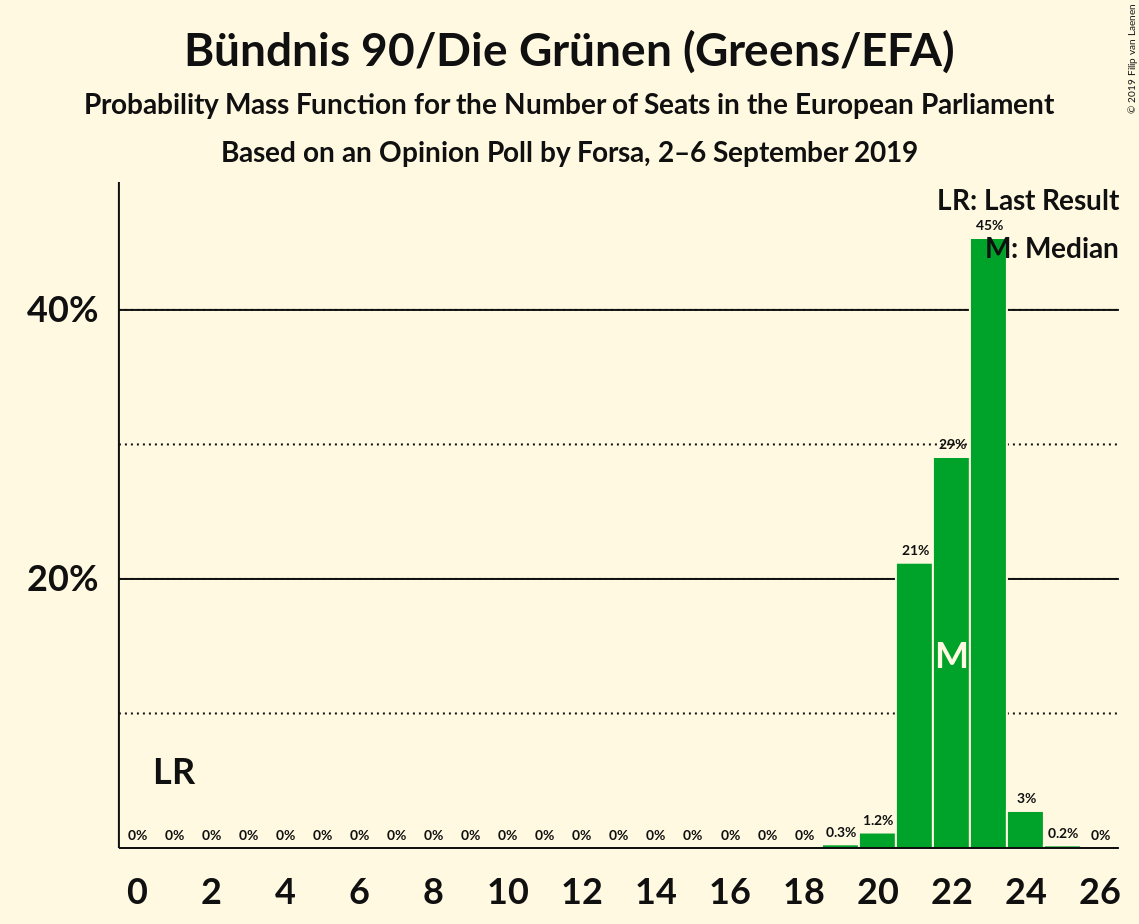 Bündnis 90/Die Grünen (Greens/EFA)
Probability Mass Function for the Number of Seats in the European Parliament
Based on an Opinion Poll by Forsa, 2–6 September 2019
© 2019 Filip van Laenen
LR: Last Result
M: Median
45%
40%
29%
21%
20%
M
LR
0% 0% 0% 0% 0% 0% 0% 0% 0% 0% 0% 0% 0% 0% 0% 0% 0% 0% 0% 0.3% 1.2% 3% 0.2% 0%
0 2 4 6 8 10 12 14 16 18 20 22 24 26